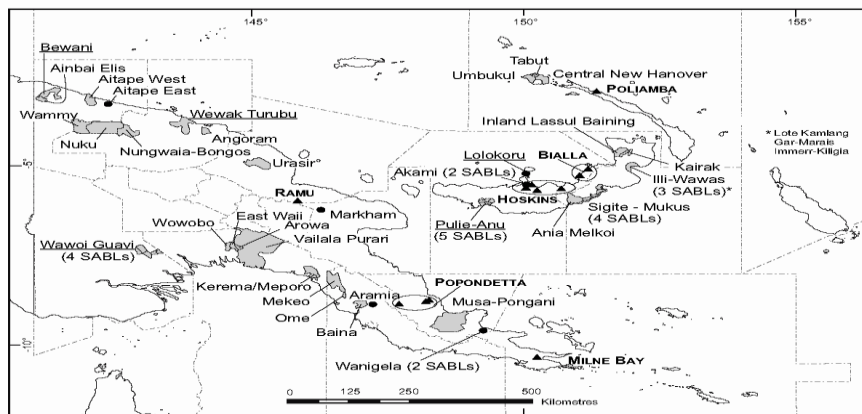 145°
150°
155°
Bewani
Ainbai Elis
Aitape West
Aitape East
Wammy
Nuku
Nungwaia-Bongos
Wewak Turubu
Angoram
Urasir°
5°
Tabut
Umbukul
Central New Hanover
POLIAMBA
Inland Lassul Baining
Lolokoru
BIALLA
Akami (2 SABLs)
Kairak
Illi-Wawas
(3 SABLs)*
HOSKINS
Sigite - Mukus
(4 SABLs)
Pulie-Anu
(5 SABLs)
Ania Melkoi
* Lote Kamlang
Gar-Marais
Immerr-Kiligia
RAMU
Markham
East Waii
Wowobo
Arowa
Vailala Purari
Wawoi Guavi
(4 SABLs)
Kerema/Meporo
Mekeo
Ome
Aramia
Baina
POPONDETTA
Musa-Pongani
Wanigela (2 SABLs)
MILNE BAY
10°
0 125 250 375 500
Kilometres